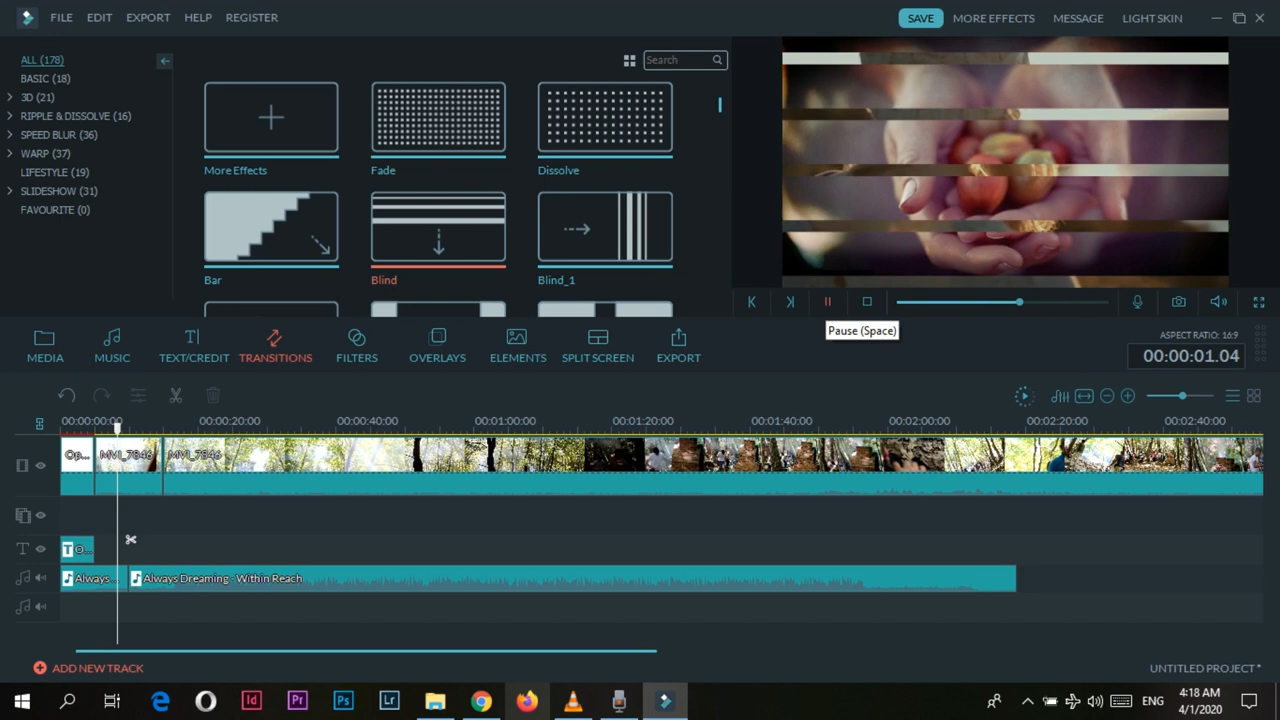 FILE EDIT EXPORT HELP REGISTER SAVE MORE EFFECTS MESSAGE LIGHT SKIN
ALL (178)
BASIC (18)
3D (21)
RIPPLE & DISSOLVE (16)
SPEED BLUR (36)
WARP (37)
LIFESTYLE (19)
SLIDESHOW (31)
FAVOURITE (0)
Search
More Effects Fade Dissolve
Bar Blind Blind_1
Pause (Space)
ASPECT RATIO: 16:9
00:00:01.04
MEDIA MUSIC TEXT/CREDIT TRANSITIONS FILTERS OVERLAYS ELEMENTS SPLIT SCREEN EXPORT
00:00:00:00 00:00:20:00 00:00:40:00 00:01:00:00 00:01:20:00 00:01:40:00 00:02:00:00 00:02:20:00 00:02:40:00
Op... MVI_7846 MVI_7846
T O...
Always ... Always Dreaming - Within Reach
ADD NEW TRACK UNTITLED PROJECT *
Id Pr Ps Lr ENG 4:18 AM
4/1/2020